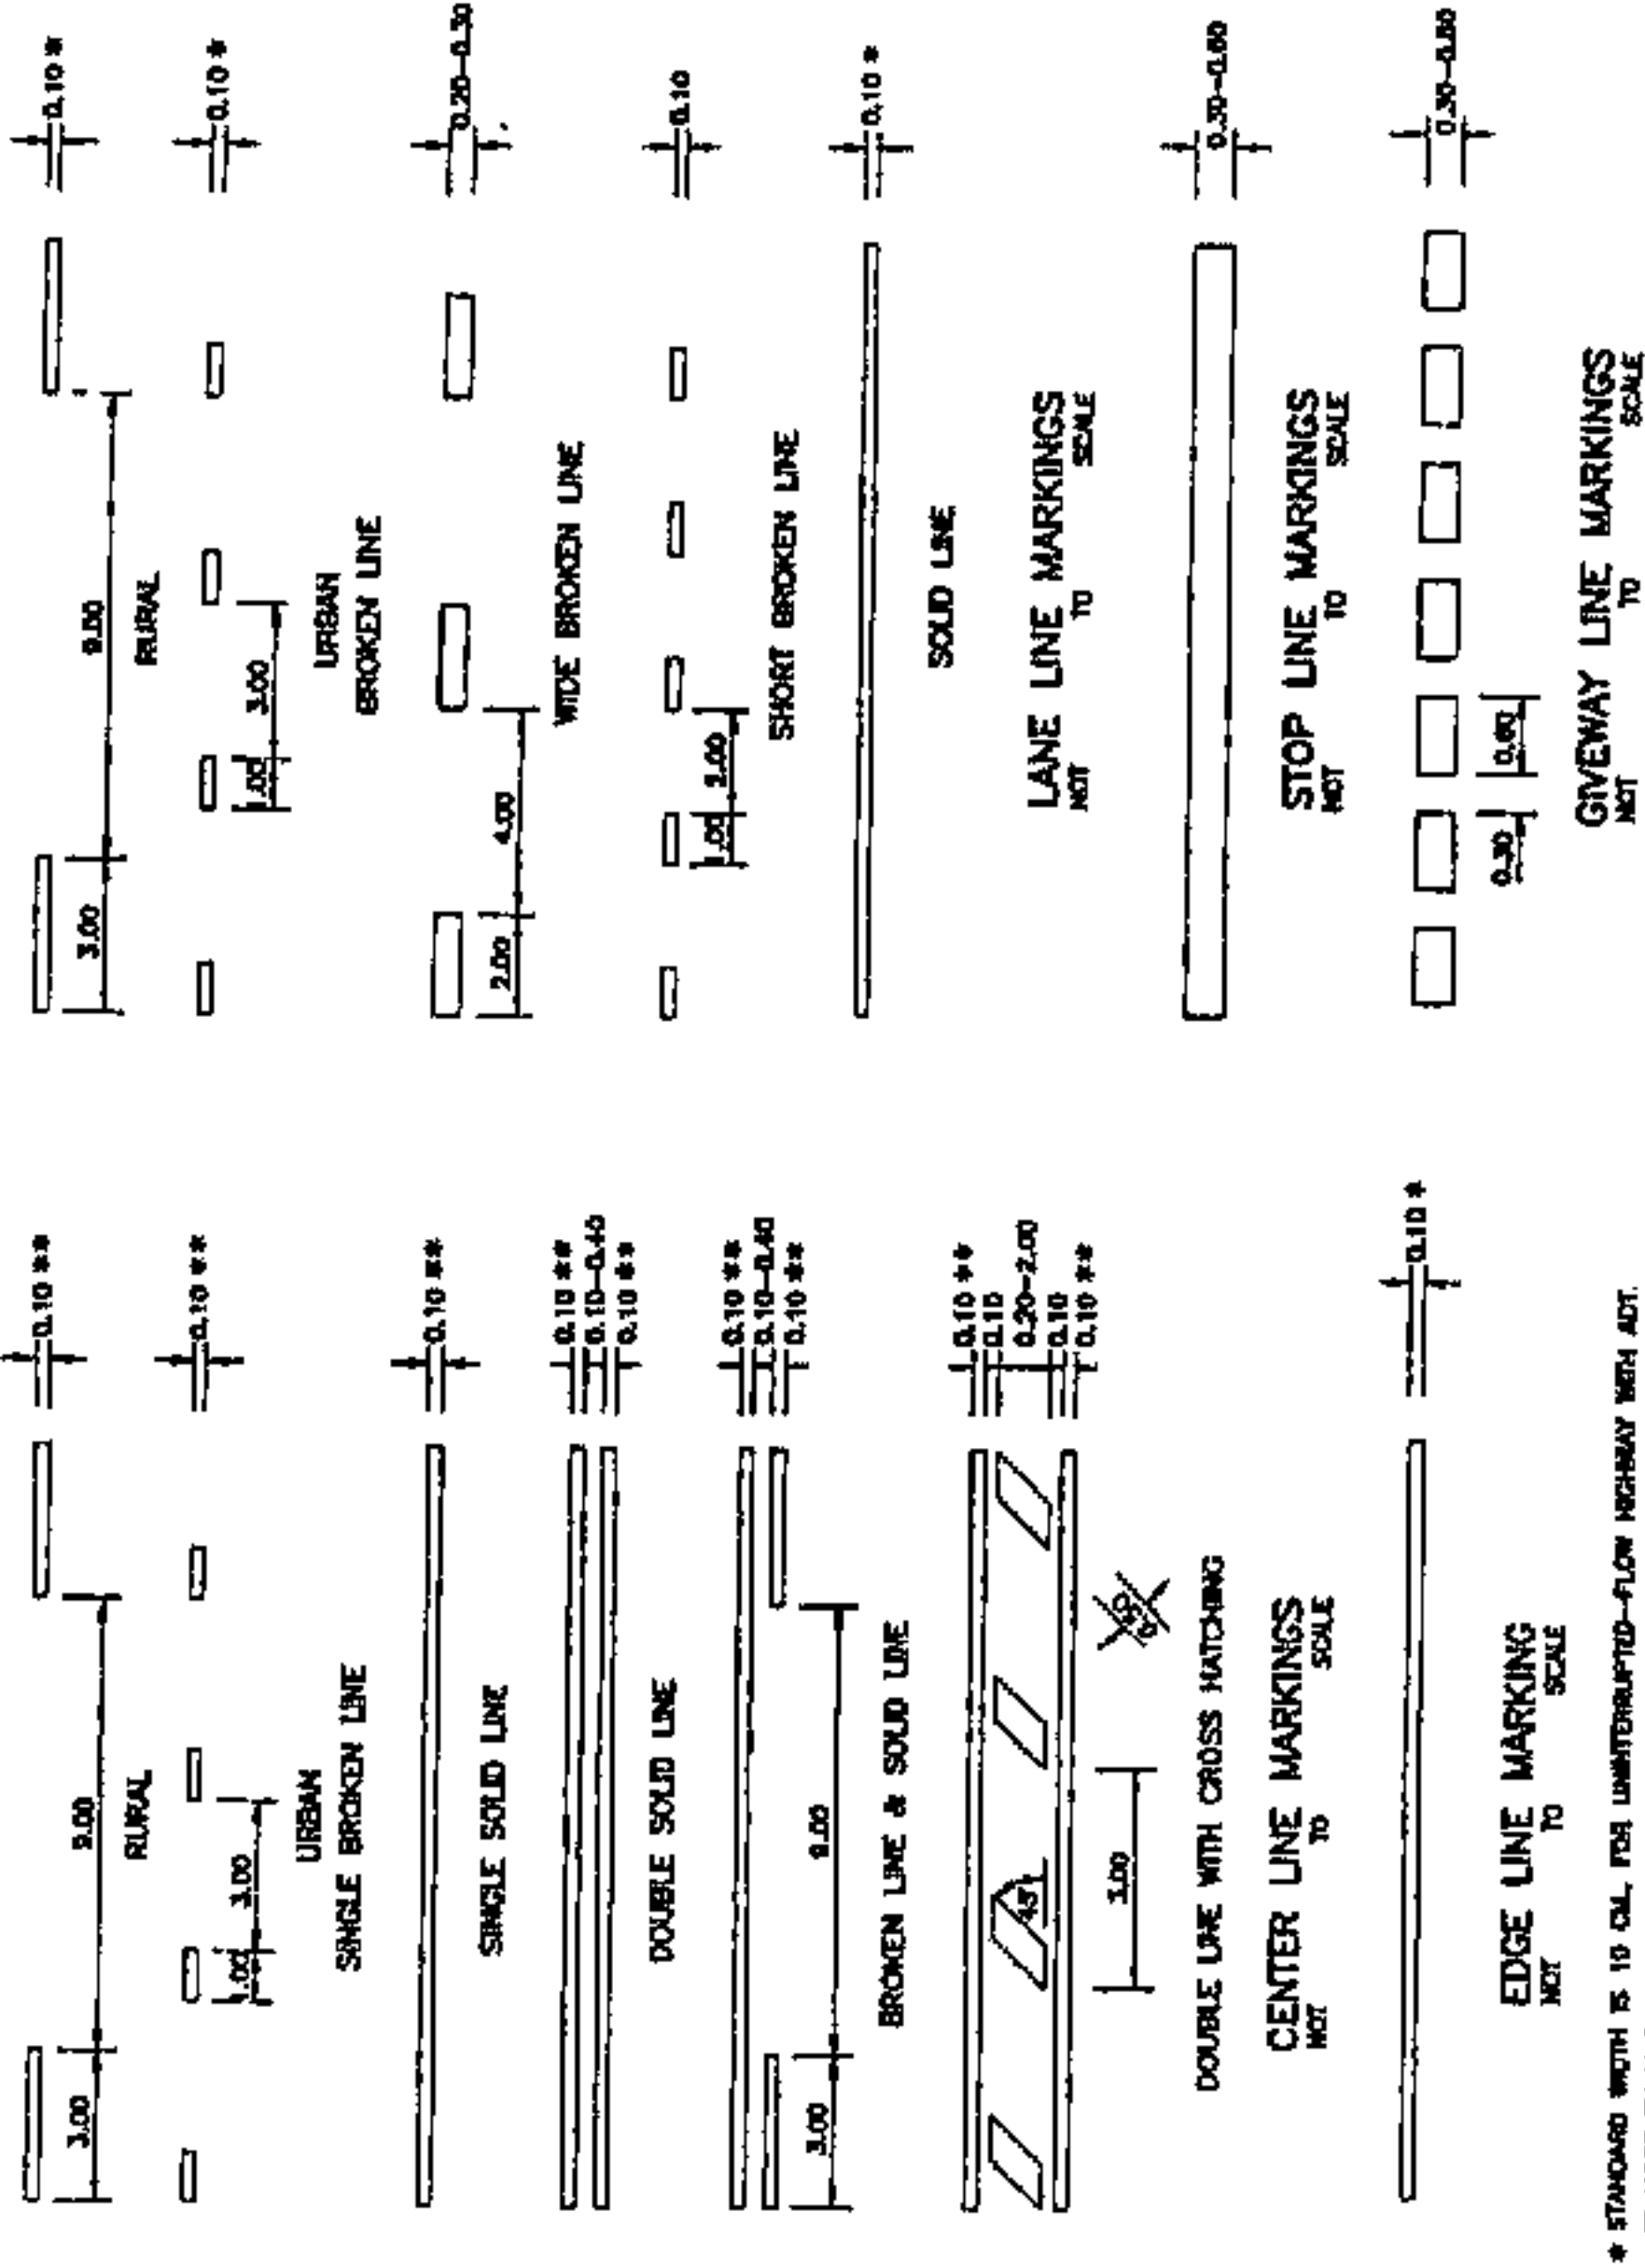 0.10 **
3.00
9.00
RURAL
0.10 **
1.00
3.00
URBAN
SINGLE BROKEN LINE
0.10 **
SINGLE SOLID LINE
0.10 **
0.10-0.40
0.10 **
DOUBLE SOLID LINE
0.10 **
0.10-0.40
0.10 **
3.00
9.00
BROKEN LINE & SOLID LINE
0.10 **
0.10
0.20-2.00
0.10
0.10 **
45°
3.00
DOUBLE LINE WITH CROSS HATCHING
CENTER LINE MARKINGS
NOT TO SCALE
0.10 *
EDGE LINE MARKING
NOT TO SCALE
* STANDARD WIDTH IS 10 CM. FOR UNINTERRUPTED-FLOW HIGHWAY ADT.
0.10 *
3.00
9.00
RURAL
0.10 *
1.00
3.00
URBAN
BROKEN LINE
0.20-0.30
2.00
4.00
WIDE BROKEN LINE
0.10
1.00
2.00
SHORT BROKEN LINE
0.10 *
SOLID LINE
LANE LINE MARKINGS
NOT TO SCALE
0.30-0.60
STOP LINE MARKINGS
NOT TO SCALE
0.30-0.60
0.30
0.60
GIVEWAY LINE MARKINGS
NOT TO SCALE